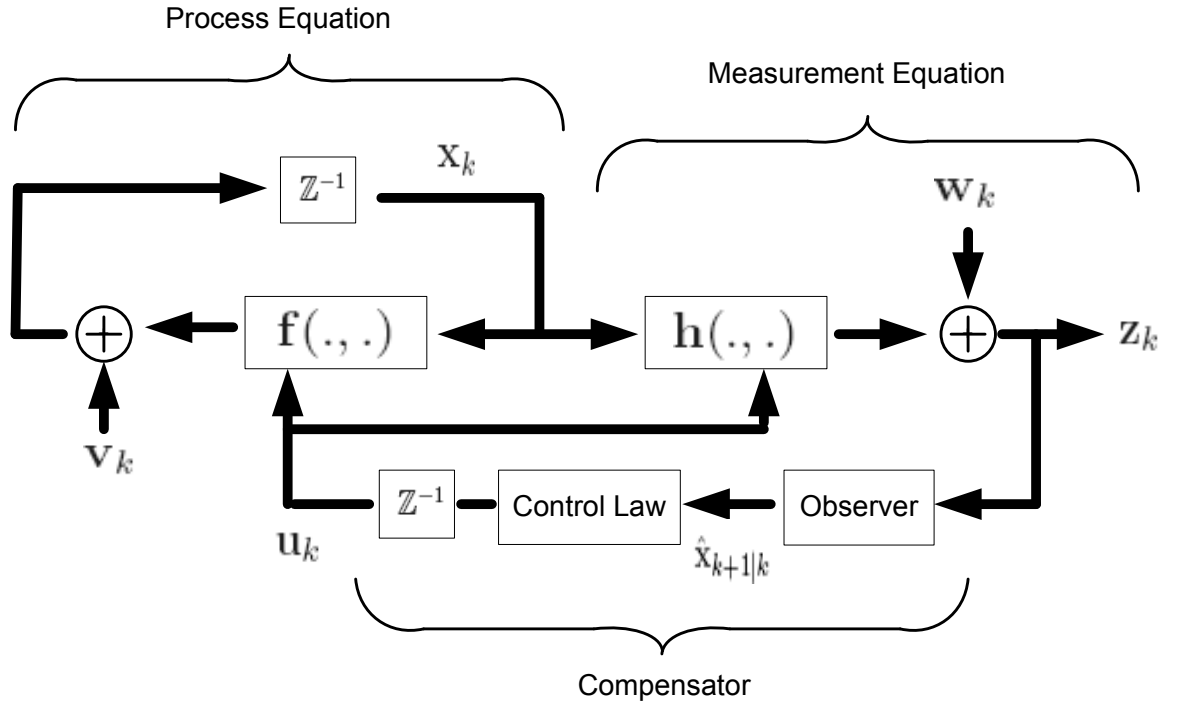 Process Equation
Measurement Equation
x_k
ℤ⁻¹
w_k
f(.,.)
h(.,.)
z_k
v_k
ℤ⁻¹
Control Law
Observer
u_k
x̂_{k+1|k}
Compensator